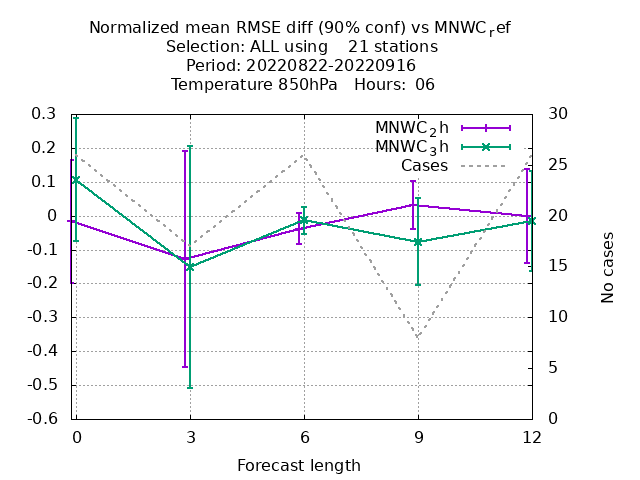 Normalized mean RMSE diff (90% conf) vs MNWC_ref
Selection: ALL using 21 stations
Period: 20220822-20220916
Temperature 850hPa Hours: 06
MNWC_2h
MNWC_3h
Cases
0.3
0.2
0.1
0
-0.1
-0.2
-0.3
-0.4
-0.5
-0.6
30
25
20
15
10
5
0
No cases
0 3 6 9 12
Forecast length